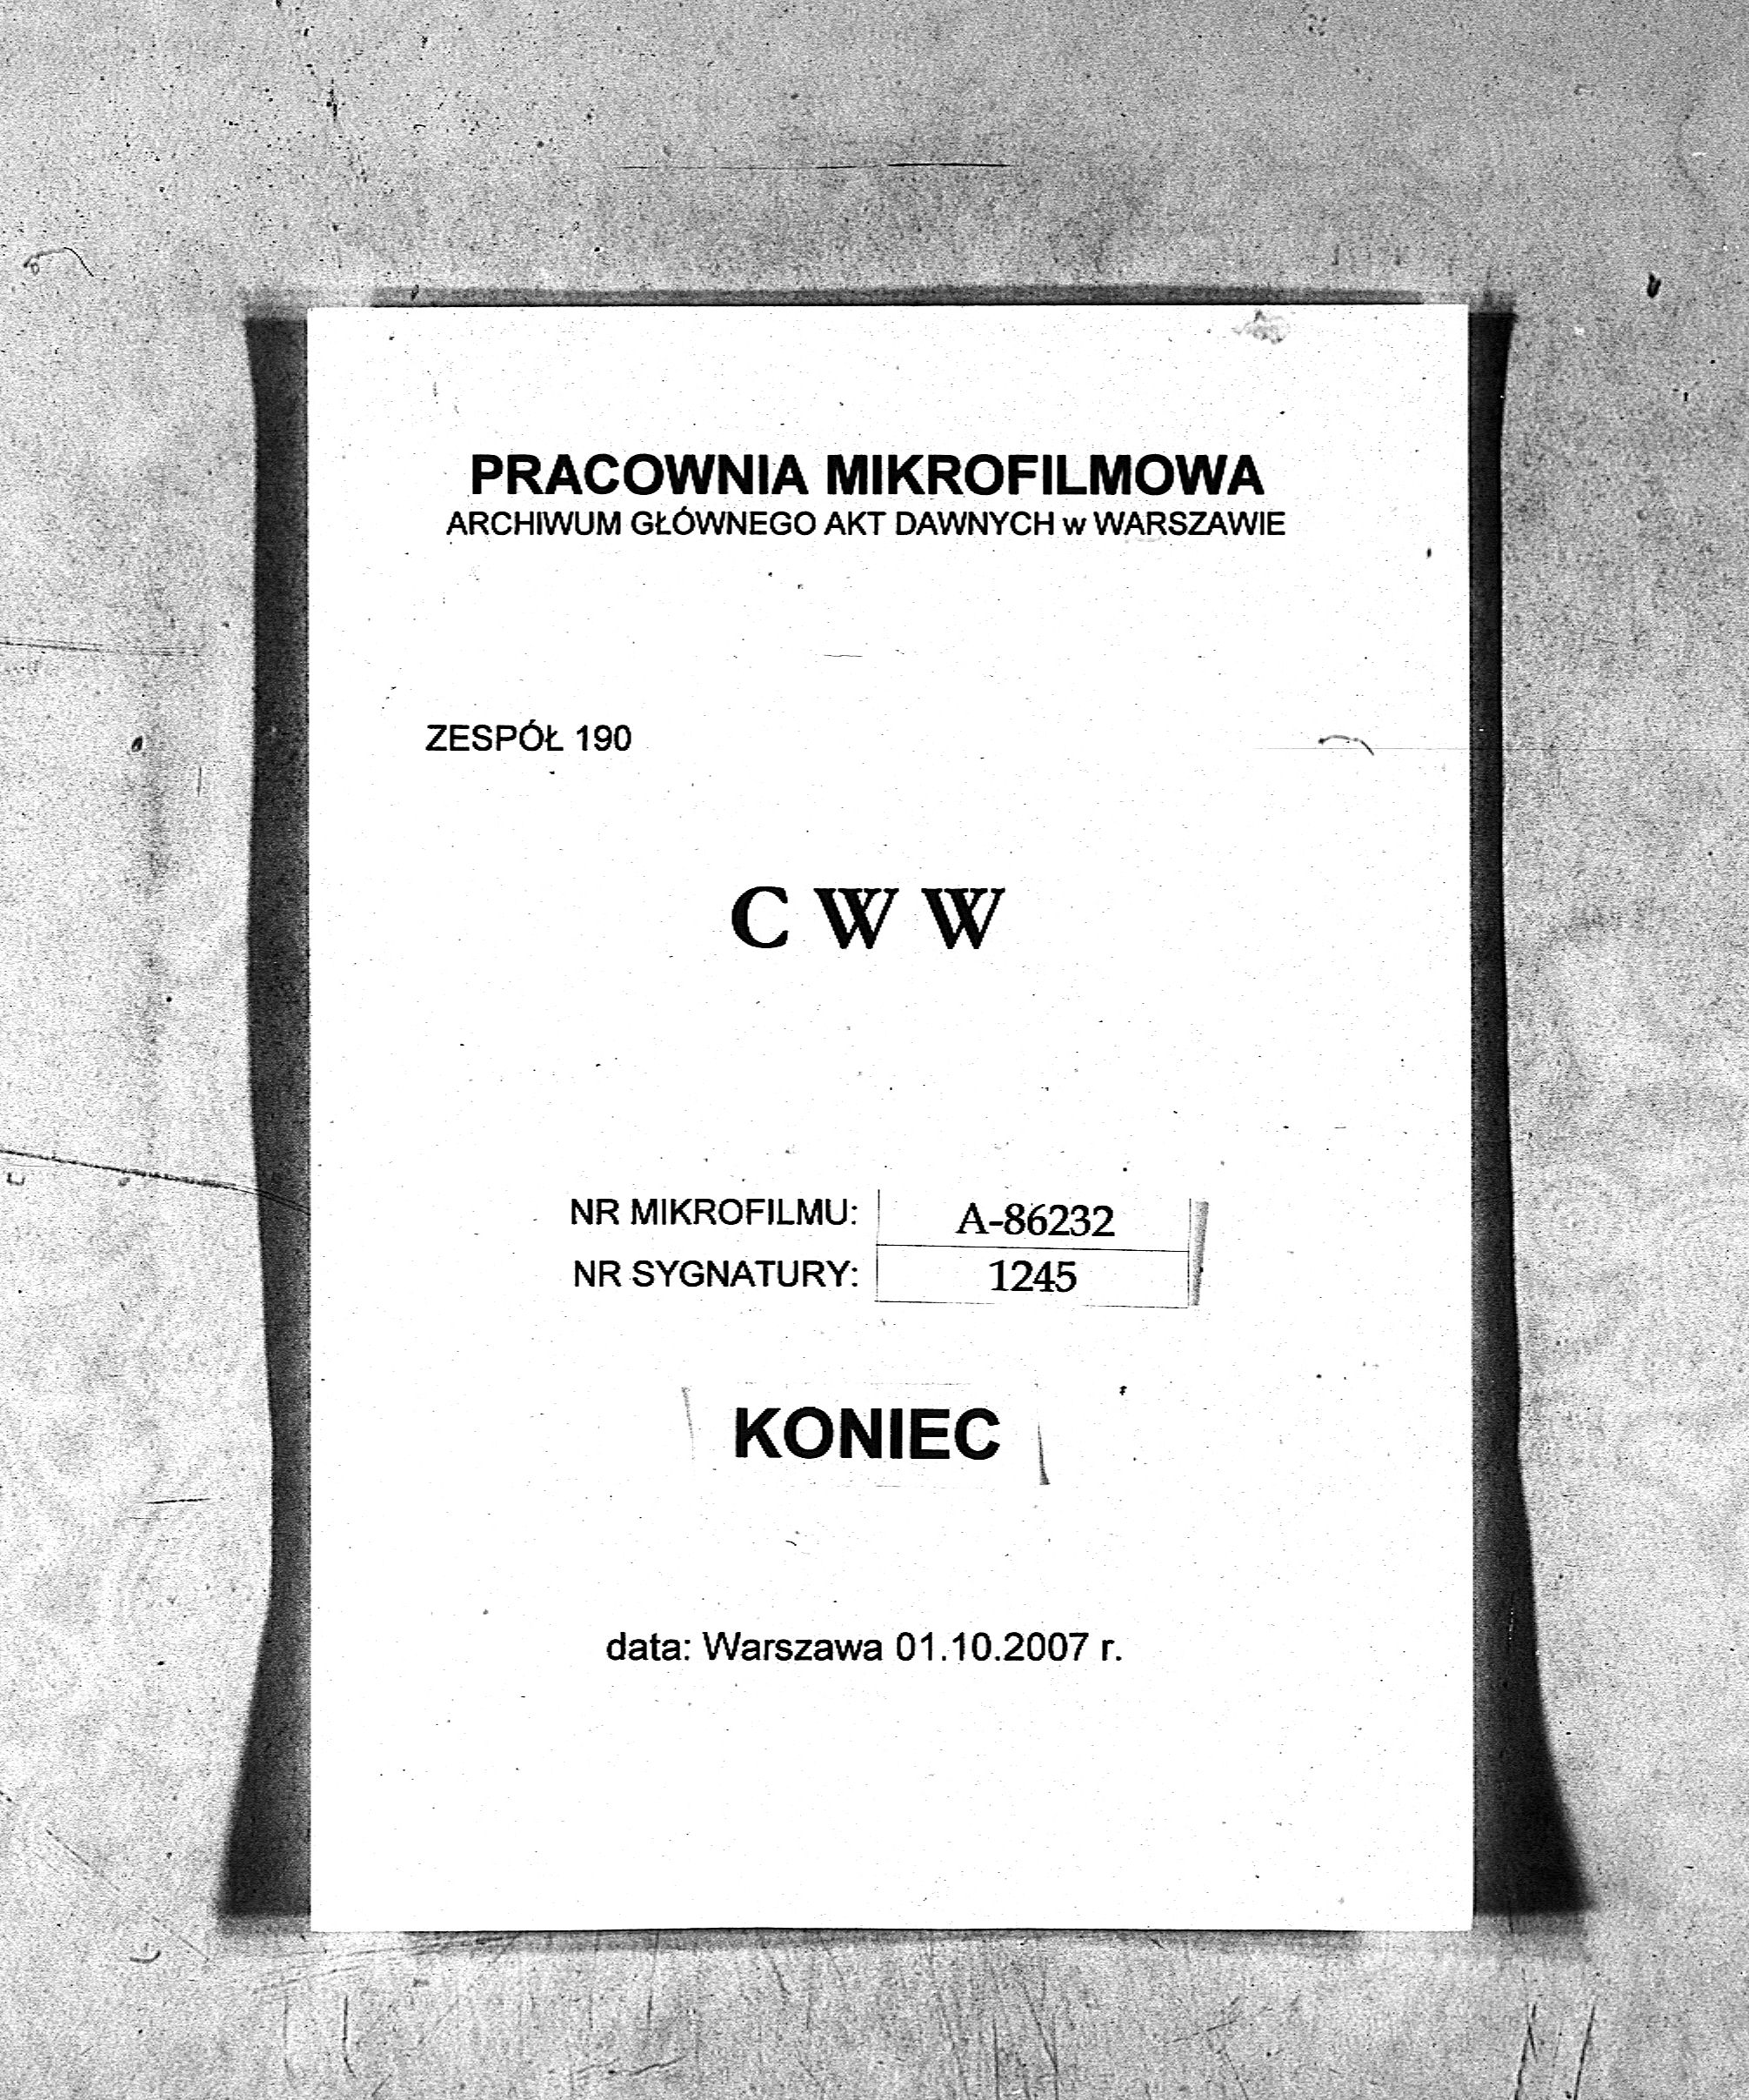 PRACOWNIA MIKROFILMOWA
ARCHIWUM GŁÓWNEGO AKT DAWNYCH w WARSZAWIE
ZESPÓŁ 190
C W W
NR MIKROFILMU: A-86232
NR SYGNATURY: 1245
KONIEC
data: Warszawa 01.10.2007 r.